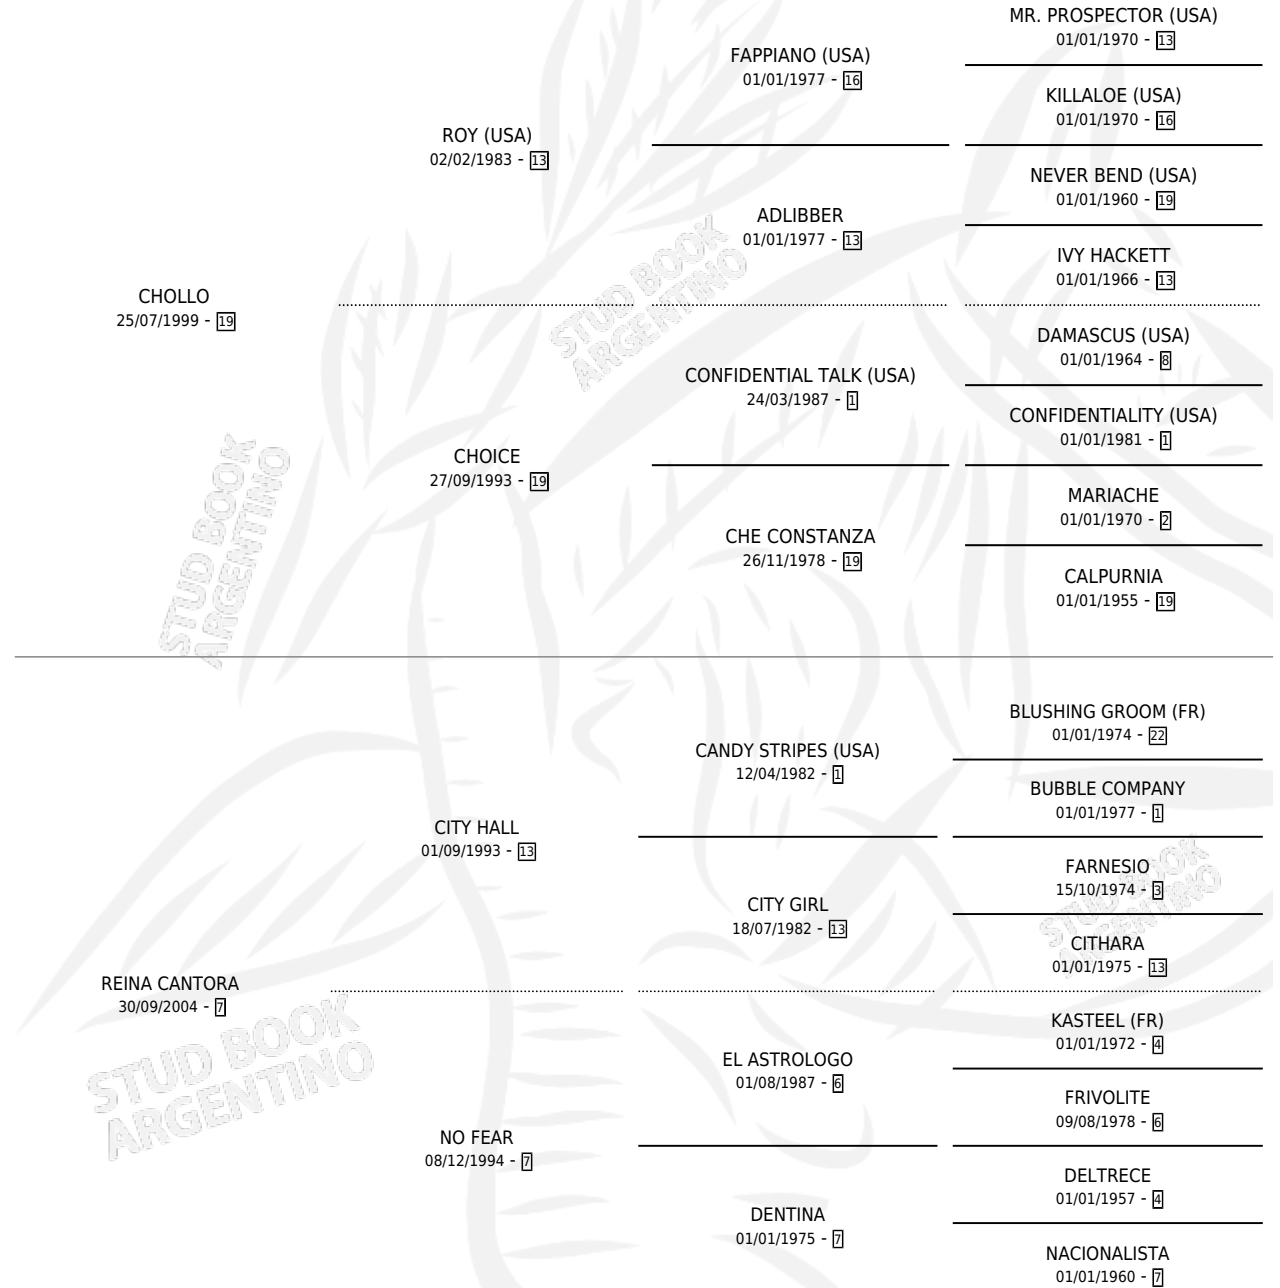 MR. PROSPECTOR (USA)
01/01/1970 - 13
FAPPIANO (USA)
01/01/1977 - 16
KILLALOE (USA)
01/01/1970 - 16
ROY (USA)
02/02/1983 - 13
NEVER BEND (USA)
01/01/1960 - 19
ADLIBBER
01/01/1977 - 13
IVY HACKETT
01/01/1966 - 13
CHOLLO
25/07/1999 - 19
DAMASCUS (USA)
01/01/1964 - 8
CONFIDENTIAL TALK (USA)
24/03/1987 - 1
CONFIDENTIALITY (USA)
01/01/1981 - 1
CHOICE
27/09/1993 - 19
MARIACHE
01/01/1970 - 2
CHE CONSTANZA
26/11/1978 - 19
CALPURNIA
01/01/1955 - 19
BLUSHING GROOM (FR)
01/01/1974 - 22
CANDY STRIPES (USA)
12/04/1982 - 1
BUBBLE COMPANY
01/01/1977 - 1
CITY HALL
01/09/1993 - 13
FARNESIO
15/10/1974 - 3
CITY GIRL
18/07/1982 - 13
CITHARA
01/01/1975 - 13
REINA CANTORA
30/09/2004 - 7
KASTEEL (FR)
01/01/1972 - 4
EL ASTROLOGO
01/08/1987 - 6
FRIVOLITE
09/08/1978 - 6
NO FEAR
08/12/1994 - 7
DELTRECE
01/01/1957 - 4
DENTINA
01/01/1975 - 7
NACIONALISTA
01/01/1960 - 7
STUD BOOK
ARGENTINO
STUD BOOK
ARGENTINO
STUD BOOK
ARGENTINO
STUD BOOK
ARGENTINO